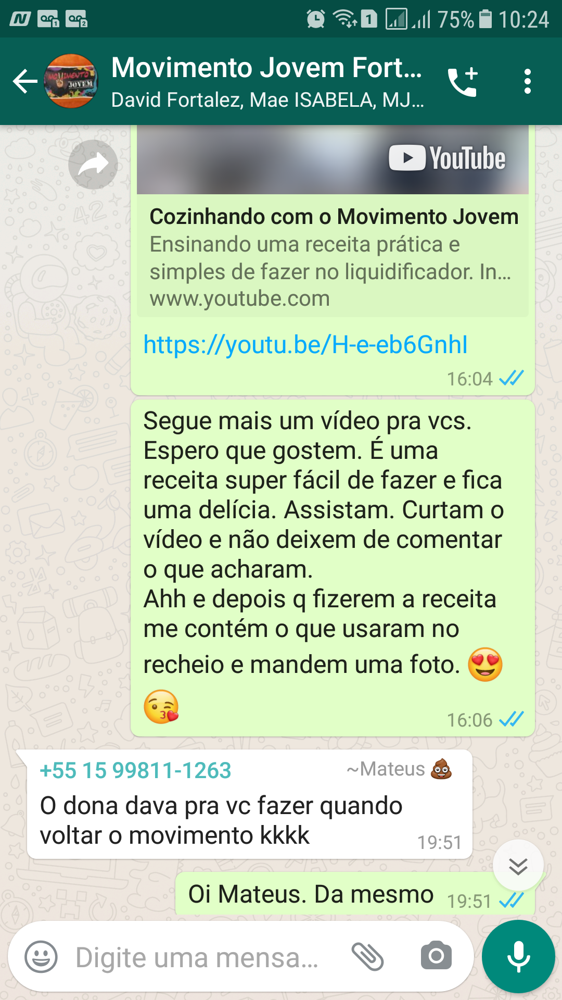 75% 1 10:24
Movimento Jovem Fort...
David Fortalez, Mae ISABELA, MJ...
MOVIMENTO
JOVEM
YouTube
Cozinhando com o Movimento Jovem
Ensinando uma receita prática e
simples de fazer no liquidificador. In...
www.youtube.com
https://youtu.be/H-e-eb6GnhI
16:04
Segue mais um vídeo pra vcs.
Espero que gostem. É uma
receita super fácil de fazer e fica
uma delícia. Assistam. Curtam o
vídeo e não deixem de comentar
o que acharam.
Ahh e depois q fizerem a receita
me contém o que usaram no
recheio e mandem uma foto. 😍
😘
16:06
+55 15 99811-1263 ~Mateus 💩
O dona dava pra vc fazer quando
voltar o movimento kkkk
19:51
Oi Mateus. Da mesmo 19:51
Digite uma mensa...